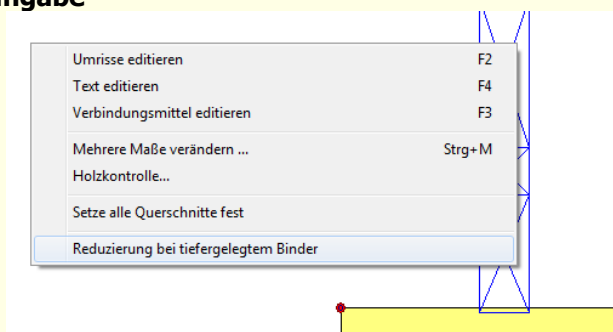 Umrisse editieren F2
Text editieren F4
Verbindungsmittel editieren F3
Mehrere Maße verändern ... Strg+M
Holzkontrolle...
Setze alle Querschnitte fest
Reduzierung bei tiefergelegtem Binder